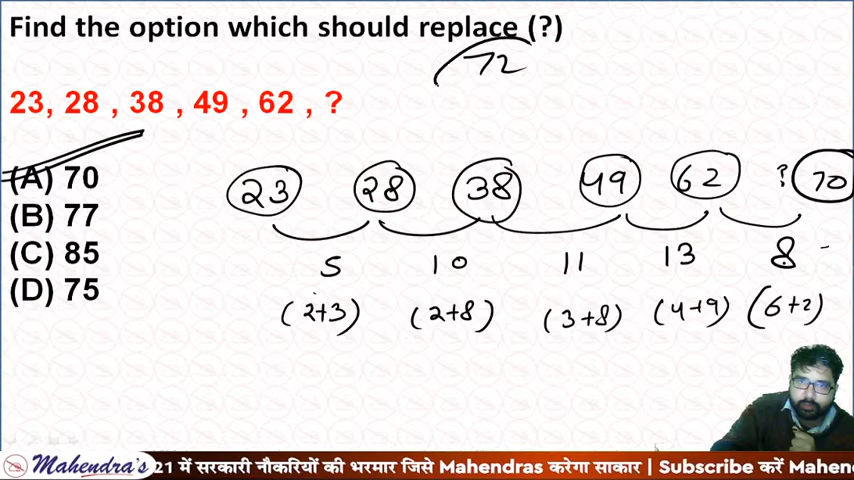 Find the option which should replace (?)
72
23, 28 , 38 , 49 , 62 , ?
(A) 70
(B) 77
(C) 85
(D) 75
23 28 38 49 62 ? 70
5 10 11 13 8
(2+3) (2+8) (3+8) (4+9) (6+2)
Mahendra's
21 में सरकारी नौकरियों की भरमार जिसे Mahendras करेगा साकार | Subscribe करें Mahen